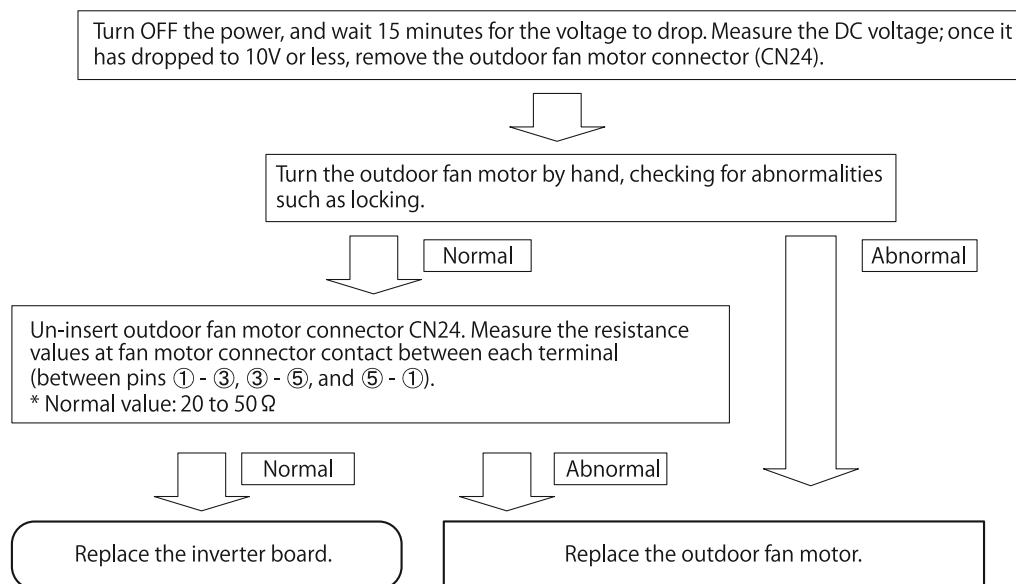 Turn OFF the power, and wait 15 minutes for the voltage to drop. Measure the DC voltage; once it
has dropped to 10V or less, remove the outdoor fan motor connector (CN24).
Turn the outdoor fan motor by hand, checking for abnormalities
such as locking.
Normal
Abnormal
Un-insert outdoor fan motor connector CN24. Measure the resistance
values at fan motor connector contact between each terminal
(between pins ① - ③, ③ - ⑤, and ⑤ - ①).
* Normal value: 20 to 50 Ω
Normal
Abnormal
Replace the inverter board.
Replace the outdoor fan motor.